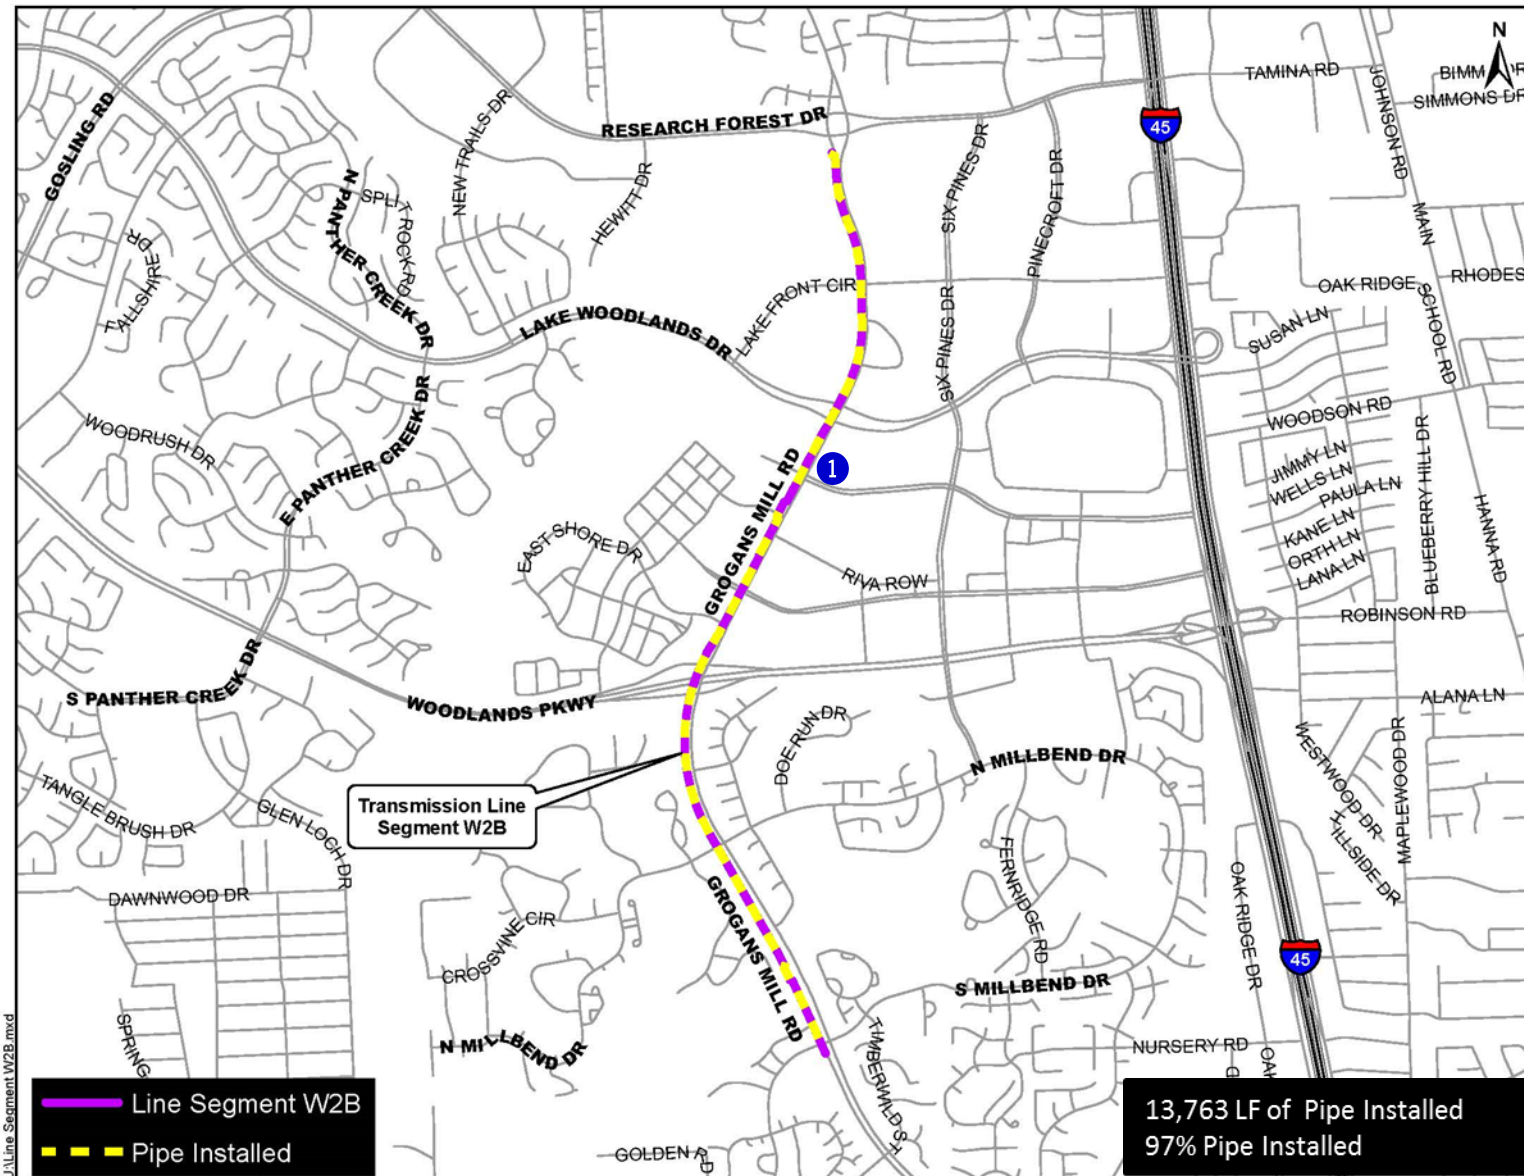 N
TAMINA RD
BIMM
SIMMONS DR
JOHNSON RD
45
GOSLING RD
NEW TRAILS DR
RESEARCH FOREST DR
SIX PINES DR
PINECROFT DR
HEWITT DR
N PANTHER CREEK DR
SPLIT ROCK RD
MAIN
RHODES
OAK RIDGE SCHOOL RD
LAKE FRONT CIR
LAKE WOODLANDS DR
FALLSHIRE DR
SIX PINES DR
SUSAN LN
WOODSON RD
WOODRUSH DR
E PANTHER CREEK DR
GROGANS MILL RD
1
JIMMY LN
WELLS LN
PAULA LN
KANE LN
ORTH LN
LANA LN
BLUEBERRY HILL DR
HANNA RD
EAST SHORE DR
RIVA ROW
ROBINSON RD
S PANTHER CREEK DR
WOODLANDS PKWY
ALANA LN
DOE RUN DR
N MILLBEND DR
WESTWOOD DR
MAPLEWOOD DR
HILLSIDE DR
TANGLE BRUSH DR
GLEN LOCH DR
Transmission Line
Segment W2B
DAWNWOOD DR
GROGANS MILL RD
FERNRIDGE RD
OAK RIDGE DR
CROSSVINE CIR
45
S MILLBEND DR
SPRING
N MILLBEND DR
TIMBERWILD ST
NURSERY RD
OAK
GOLDEN
J:\Line Segment W2B.mxd
Line Segment W2B
Pipe Installed
13,763 LF of Pipe Installed
97% Pipe Installed